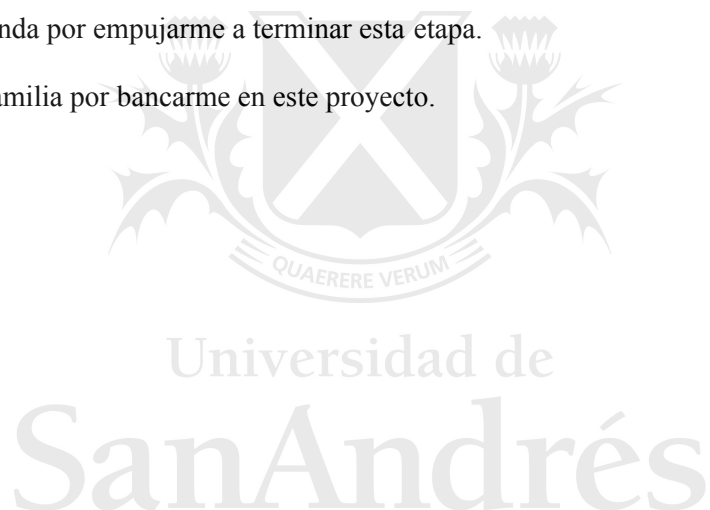 nda por empujarme a terminar esta etapa.
amilia por bancarme en este proyecto.
QUAERERE VERUM
Universidad de
SanAndrés